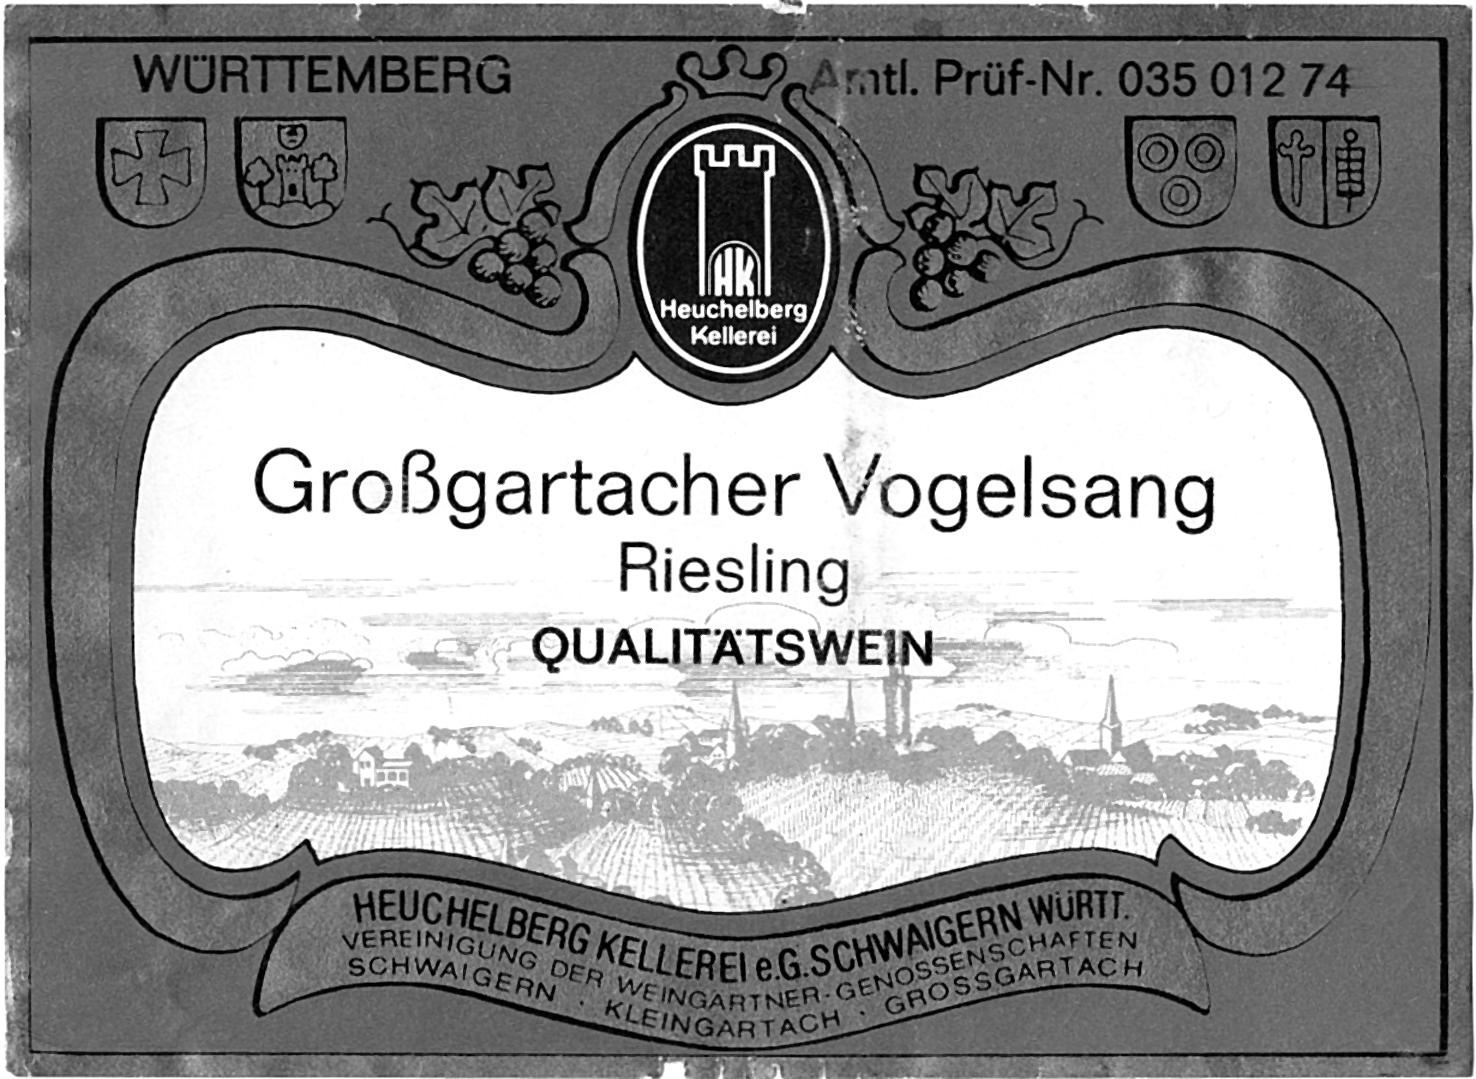 WÜRTTEMBERG
Amtl. Prüf-Nr. 035 012 74
HK
Heuchelberg
Kellerei
Großgartacher Vogelsang
Riesling
QUALITÄTSWEIN
HEUCHELBERG KELLEREI e.G. SCHWAIGERN WÜRTT.
VEREINIGUNG DER WEINGARTNER-GENOSSENSCHAFTEN
SCHWAIGERN · KLEINGARTACH · GROSSGARTACH